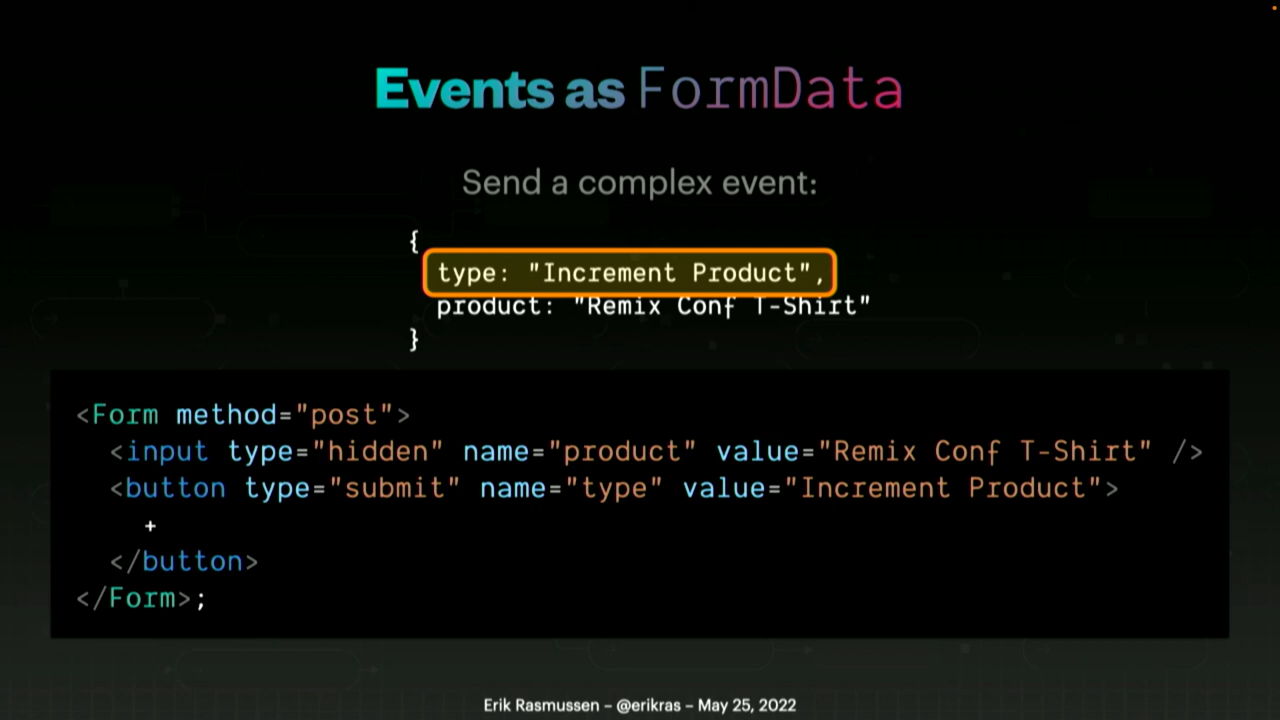 Events as FormData
Send a complex event:
{
type: "Increment Product",
product: "Remix Conf T-Shirt"
}
<Form method="post">
<input type="hidden" name="product" value="Remix Conf T-Shirt" />
<button type="submit" name="type" value="Increment Product">
+
</button>
</Form>;
Erik Rasmussen – @erikras – May 25, 2022